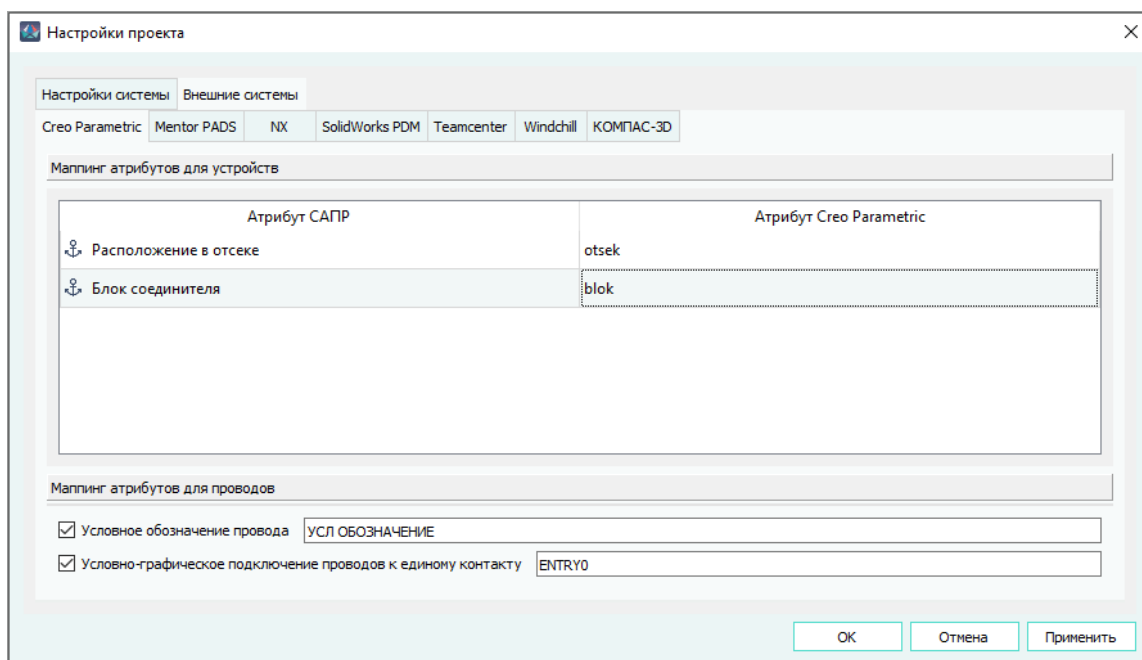 Настройки проекта
Настройки системы Внешние системы
Creo Parametric Mentor PADS NX SolidWorks PDM Teamcenter Windchill КОМПАС-3D
Маппинг атрибутов для устройств
Атрибут САПР Атрибут Creo Parametric
Расположение в отсеке otsek
Блок соединителя blok
Маппинг атрибутов для проводов
Условное обозначение провода УСЛ ОБОЗНАЧЕНИЕ
Условно-графическое подключение проводов к единому контакту ENTRY0
ОК Отмена Применить